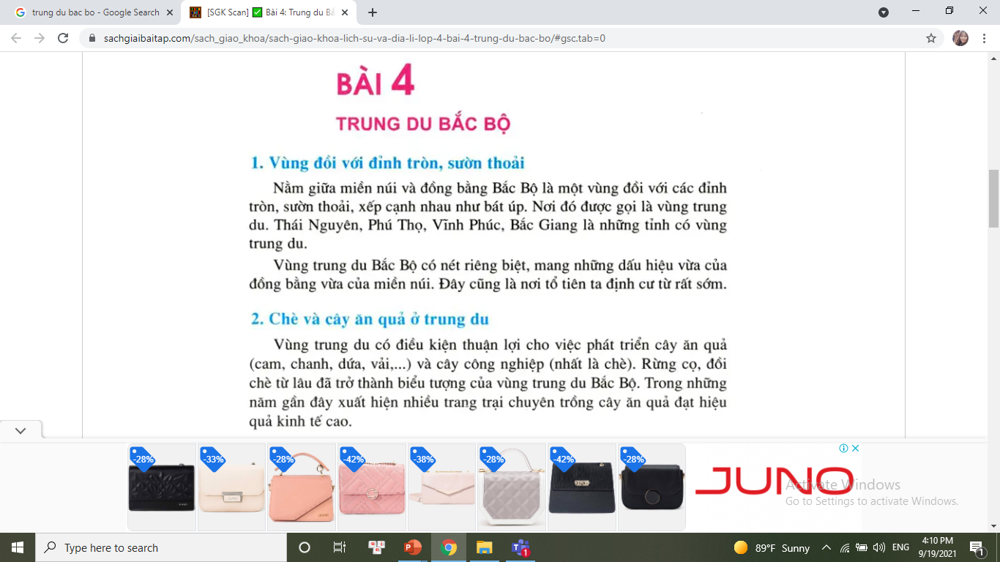 trung du bac bo - Google Search
[SGK Scan] ✅ Bài 4: Trung du Bắ
sachgiaibaitap.com/sach_giao_khoa/sach-giao-khoa-lich-su-va-dia-li-lop-4-bai-4-trung-du-bac-bo/#gsc.tab=0
BÀI 4
TRUNG DU BẮC BỘ
1. Vùng đồi với đỉnh tròn, sườn thoải
Nằm giữa miền núi và đồng bằng Bắc Bộ là một vùng đồi với các đỉnh
tròn, sườn thoải, xếp cạnh nhau như bát úp. Nơi đó được gọi là vùng trung
du. Thái Nguyên, Phú Thọ, Vĩnh Phúc, Bắc Giang là những tỉnh có vùng
trung du.
Vùng trung du Bắc Bộ có nét riêng biệt, mang những dấu hiệu vừa của
đồng bằng vừa của miền núi. Đây cũng là nơi tổ tiên ta định cư từ rất sớm.
2. Chè và cây ăn quả ở trung du
Vùng trung du có điều kiện thuận lợi cho việc phát triển cây ăn quả
(cam, chanh, dứa, vải,...) và cây công nghiệp (nhất là chè). Rừng cọ, đồi
chè từ lâu đã trở thành biểu tượng của vùng trung du Bắc Bộ. Trong những
năm gần đây xuất hiện nhiều trang trại chuyên trồng cây ăn quả đạt hiệu
quả kinh tế cao.
-28% -33% -28% -42% -38% -28% -42% -28%
JUNO
Activate Windows
Go to Settings to activate Windows.
Type here to search
89°F Sunny
ENG
4:10 PM
9/19/2021